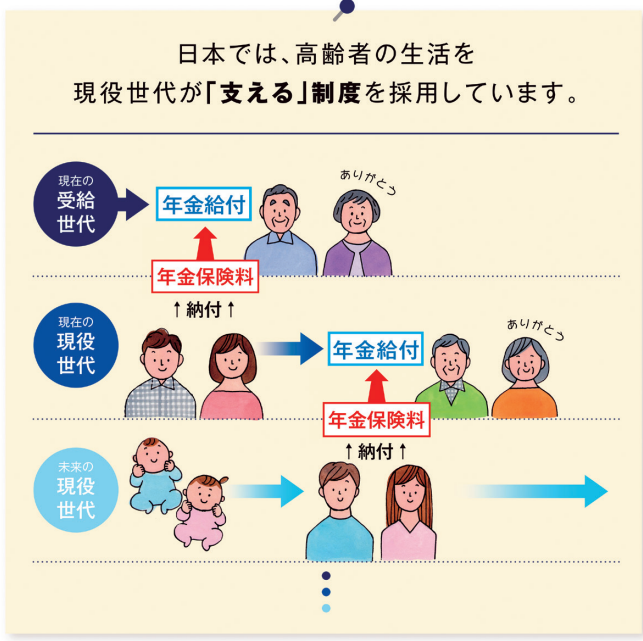 日本では、高齢者の生活を
現役世代が「支える」制度を採用しています。
現在の
受給
世代
年金給付
ありがとう
年金保険料
↑納付↑
現在の
現役
世代
年金給付
ありがとう
年金保険料
↑納付↑
未来の
現役
世代